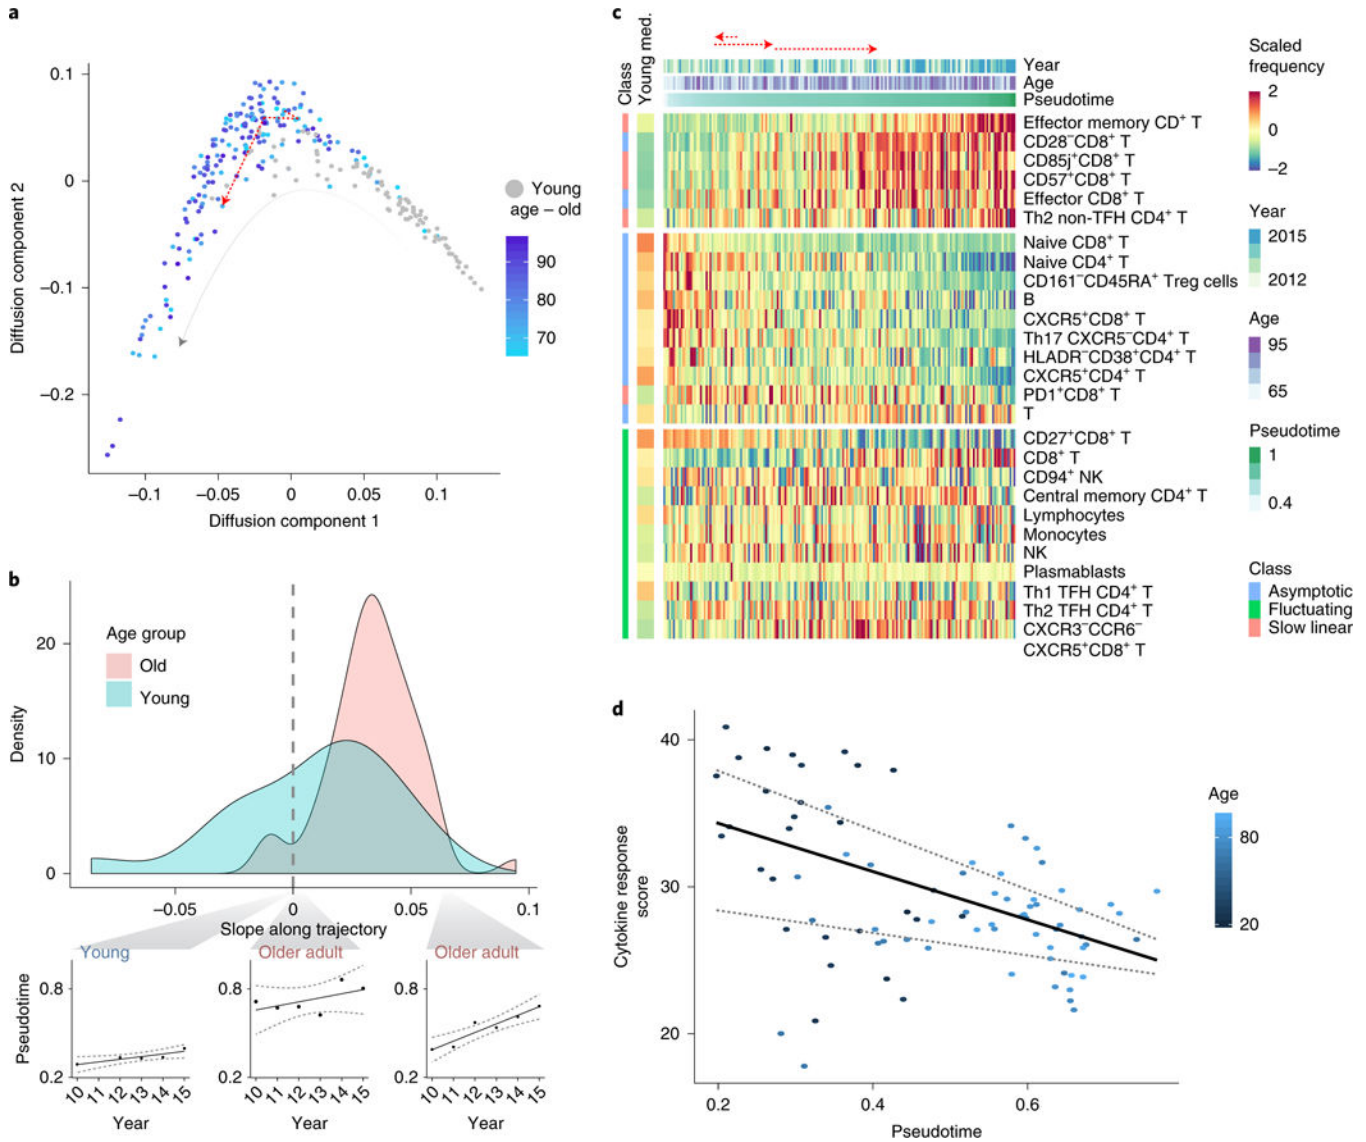 a
Diffusion component 2
0.1
0
−0.1
−0.2
−0.1
−0.05
0
0.05
0.1
Diffusion component 1
Young
age – old
90
80
70
b
Age group
Old
Young
Density
20
10
0
−0.05
0
0.05
0.1
Slope along trajectory
Young
Older adult
Older adult
Pseudotime
0.8
0.2
10
11
12
13
14
15
Year
0.8
0.2
10
11
12
13
14
15
Year
0.8
0.2
10
11
12
13
14
15
Year
c
Class
Young med.
Year
Age
Pseudotime
Effector memory CD⁺ T
CD28⁻CD8⁺ T
CD85j⁺CD8⁺ T
CD57⁺CD8⁺ T
Effector CD8⁺ T
Th2 non-TFH CD4⁺ T
Naive CD8⁺ T
Naive CD4⁺ T
CD161⁻CD45RA⁺ Treg cells
B
CXCR5⁺CD8⁺ T
Th17 CXCR5⁻CD4⁺ T
HLADR⁻CD38⁺CD4⁺ T
CXCR5⁺CD4⁺ T
PD1⁺CD8⁺ T
T
CD27⁺CD8⁺ T
CD8⁺ T
CD94⁺ NK
Central memory CD4⁺ T
Lymphocytes
Monocytes
NK
Plasmablasts
Th1 TFH CD4⁺ T
Th2 TFH CD4⁺ T
CXCR3⁻CCR6⁻
CXCR5⁺CD8⁺ T
Scaled
frequency
2
0
−2
Year
2015
2012
Age
95
65
Pseudotime
1
0.4
Class
Asymptotic
Fluctuating
Slow linear
d
Cytokine response
score
40
30
20
0.2
0.4
0.6
Pseudotime
Age
80
20